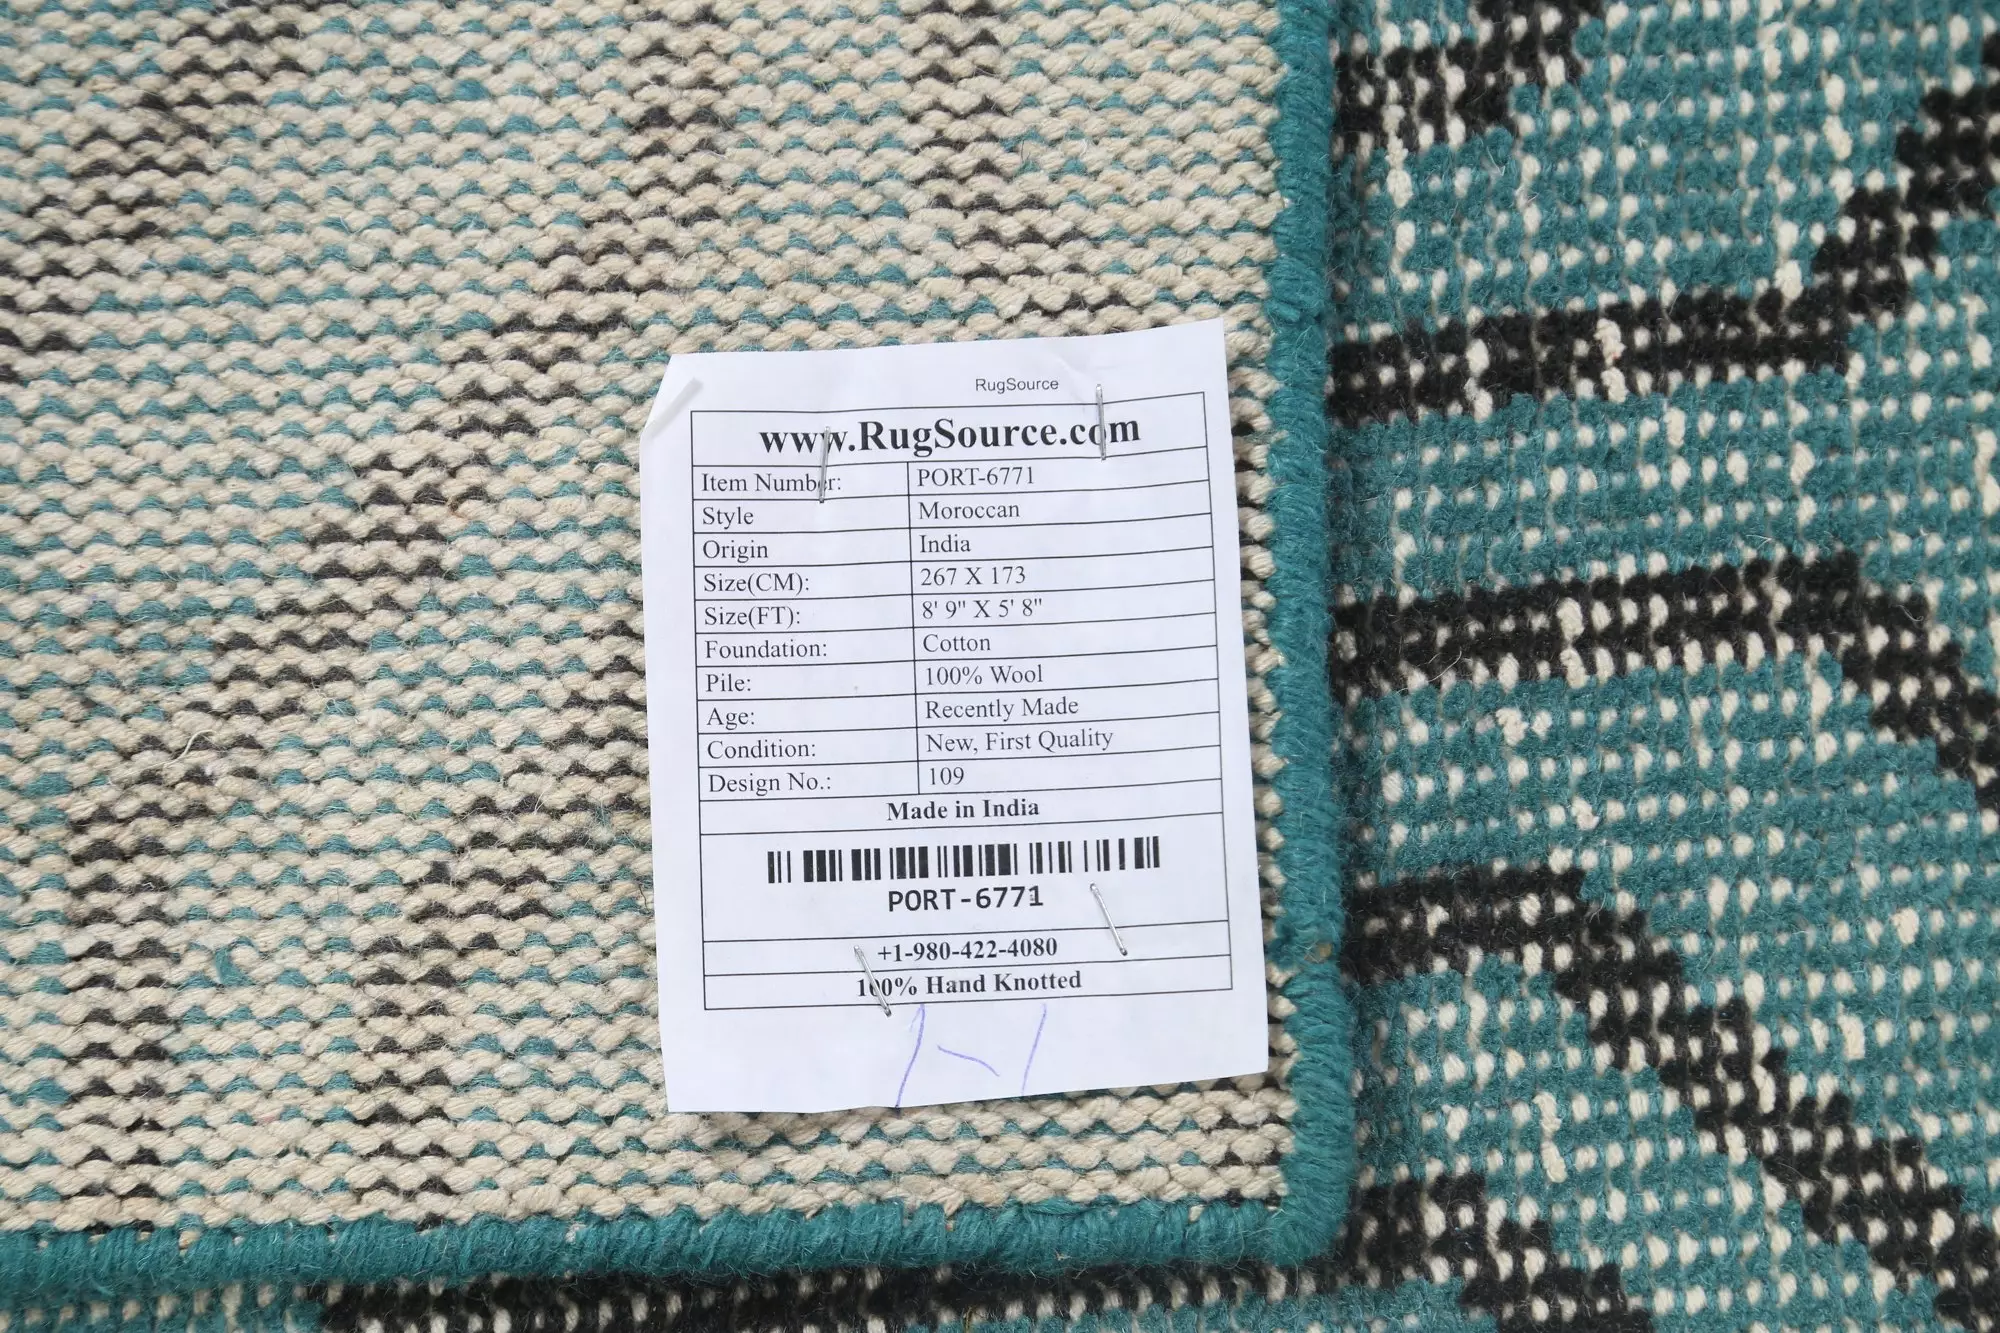 RugSource
www.RugSource.com
Item Number: PORT-6771
Style Moroccan
Origin India
Size(CM): 267 X 173
Size(FT): 8' 9" X 5' 8"
Foundation: Cotton
Pile: 100% Wool
Age: Recently Made
Condition: New, First Quality
Design No.: 109
Made in India
PORT-6771
+1-980-422-4080
100% Hand Knotted